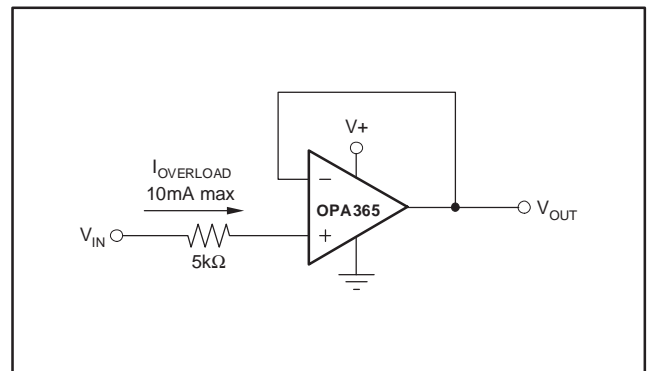 V+
I_OVERLOAD
10mA max
−
OPA365
V_OUT
V_IN
+
5kΩ